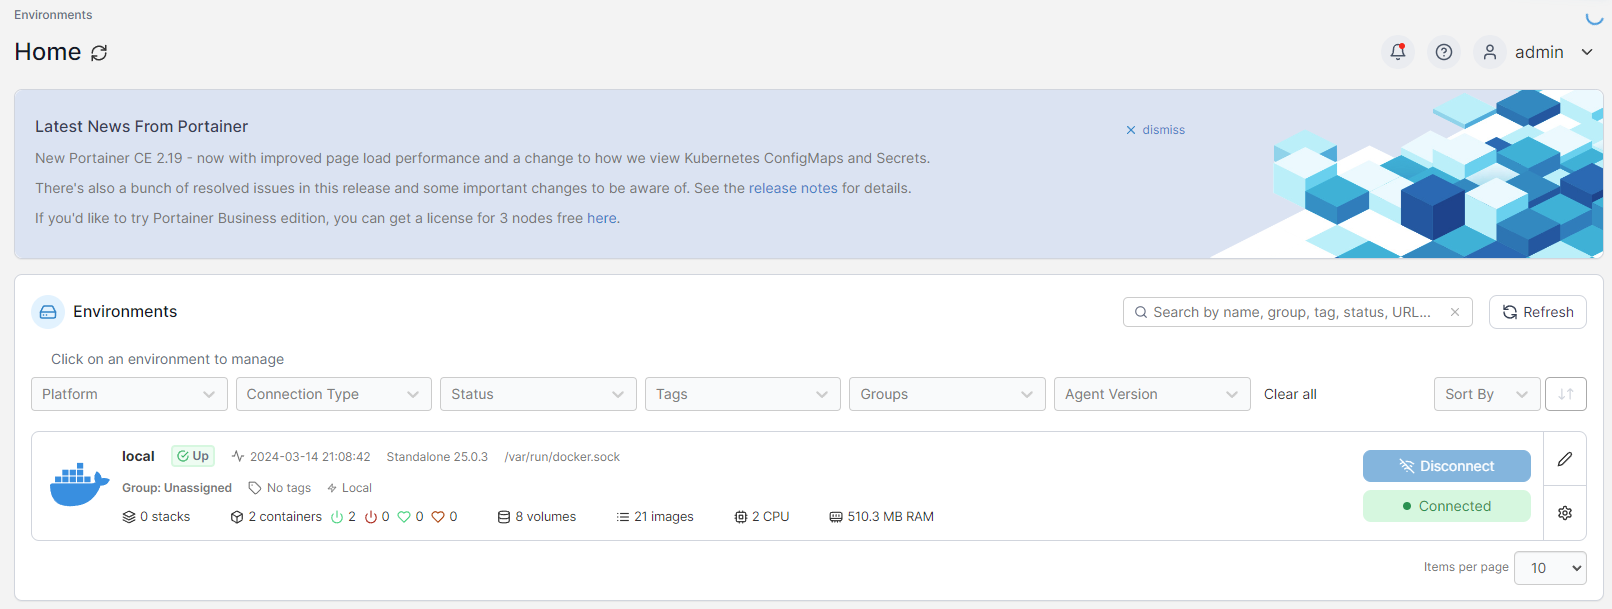 Environments
Home
admin
Latest News From Portainer
dismiss
New Portainer CE 2.19 - now with improved page load performance and a change to how we view Kubernetes ConfigMaps and Secrets.
There's also a bunch of resolved issues in this release and some important changes to be aware of. See the release notes for details.
If you'd like to try Portainer Business edition, you can get a license for 3 nodes free here.
Environments
Search by name, group, tag, status, URL...
Refresh
Click on an environment to manage
Platform Connection Type Status Tags Groups Agent Version Clear all Sort By
local Up 2024-03-14 21:08:42 Standalone 25.0.3 /var/run/docker.sock
Disconnect
Group: Unassigned No tags Local
0 stacks 2 containers 2 0 0 0 8 volumes 21 images 2 CPU 510.3 MB RAM
Connected
Items per page 10